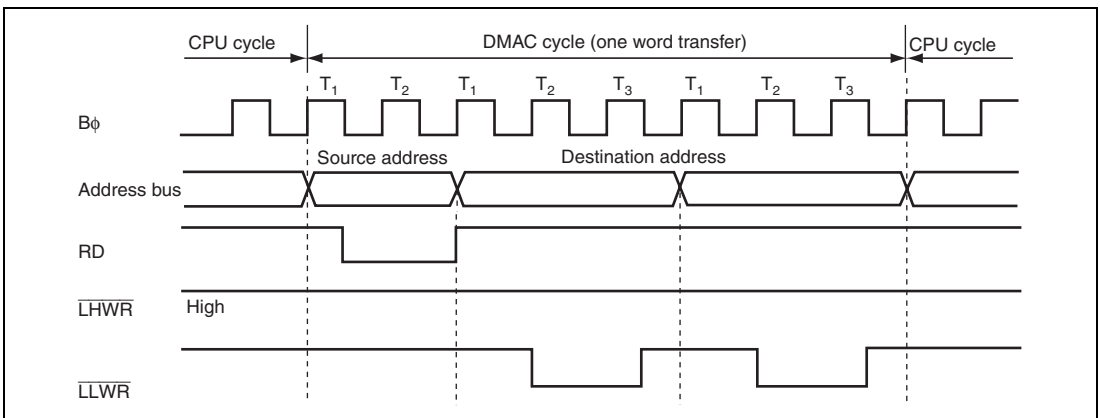 CPU cycle DMAC cycle (one word transfer) CPU cycle
T1 T2 T1 T2 T3 T1 T2 T3
Bϕ
Source address Destination address
Address bus
RD
LHWR High
LLWR